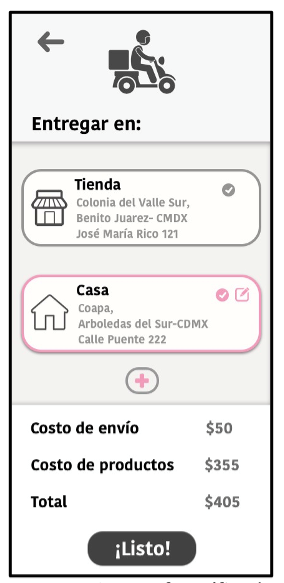 Entregar en:
Tienda
Colonia del Valle Sur,
Benito Juarez- CMDX
José María Rico 121
Casa
Coapa,
Arboledas del Sur-CDMX
Calle Puente 222
Costo de envío $50
Costo de productos $355
Total $405
¡Listo!